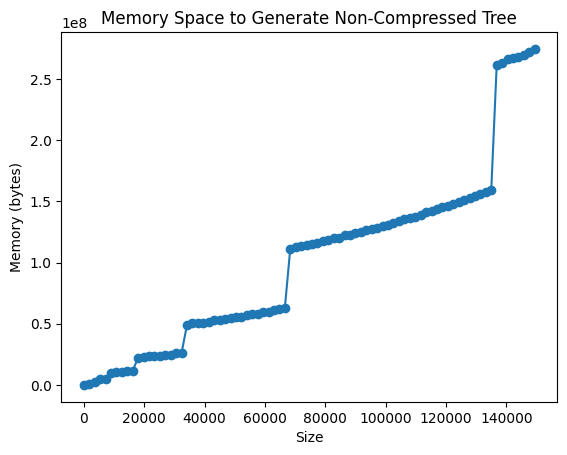 Memory Space to Generate Non-Compressed Tree
1e8
2.5
2.0
1.5
1.0
0.5
0.0
Memory (bytes)
0 20000 40000 60000 80000 100000 120000 140000
Size